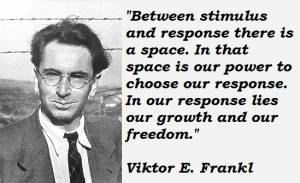 "Between stimulus
and response there is
a space. In that
space is our power to
choose our response.
In our response lies
our growth and our
freedom."
Viktor E. Frankl